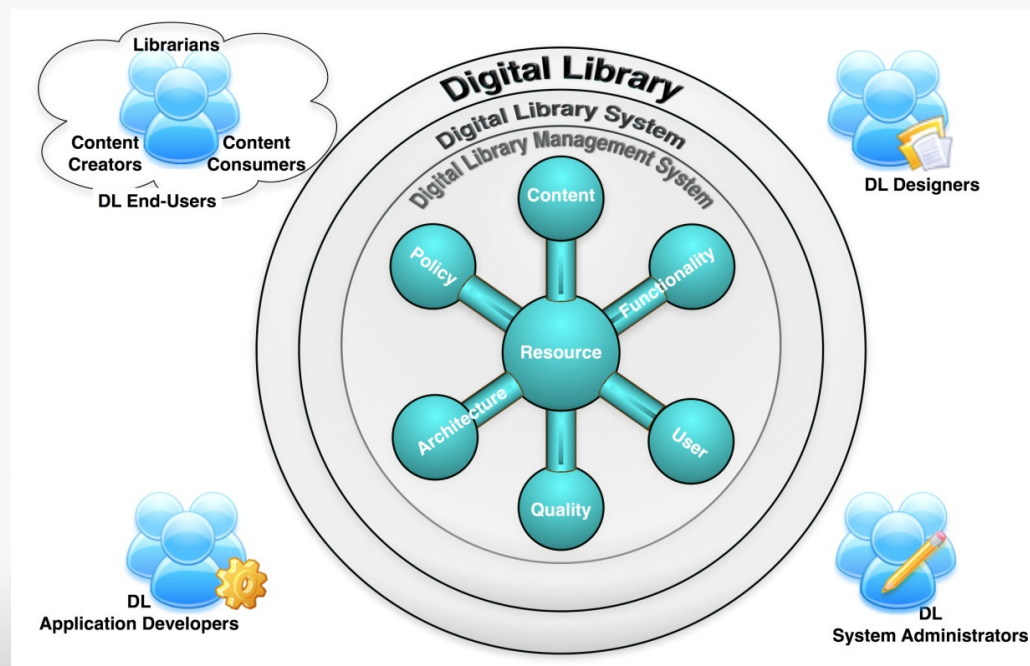 Librarians
Content
Creators
Content
Consumers
DL End-Users
Digital Library
Digital Library System
Digital Library Management System
DL Designers
Content
Policy
Functionality
Resource
Architecture
User
Quality
DL
Application Developers
DL
System Administrators